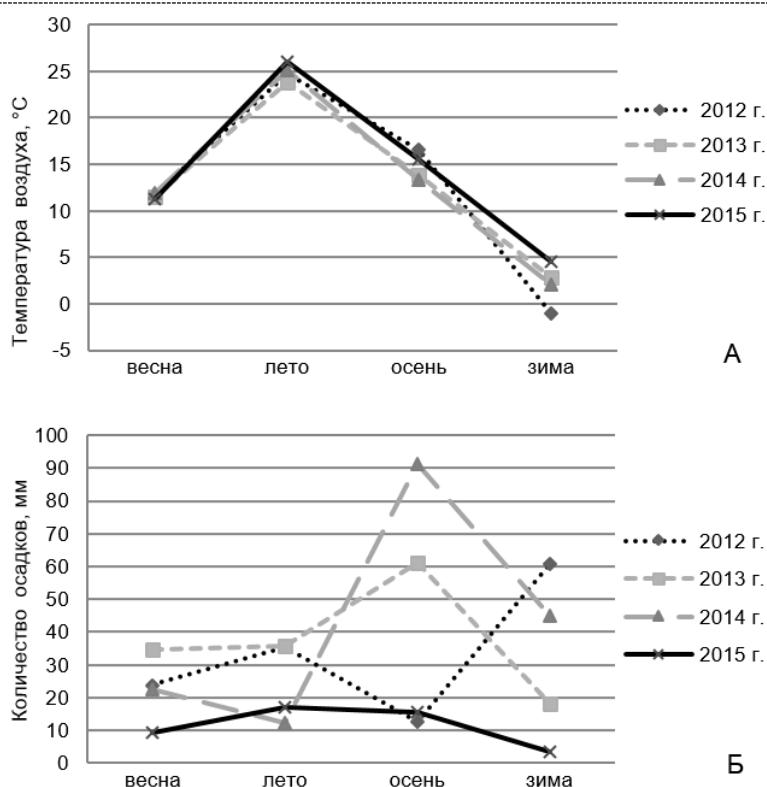 30
25
20
15
10
5
0
-5
Температура воздуха, °С
весна лето осень зима
2012 г.
2013 г.
2014 г.
2015 г.
А
100
90
80
70
60
50
40
30
20
10
0
Количество осадков, мм
весна лето осень зима
2012 г.
2013 г.
2014 г.
2015 г.
Б